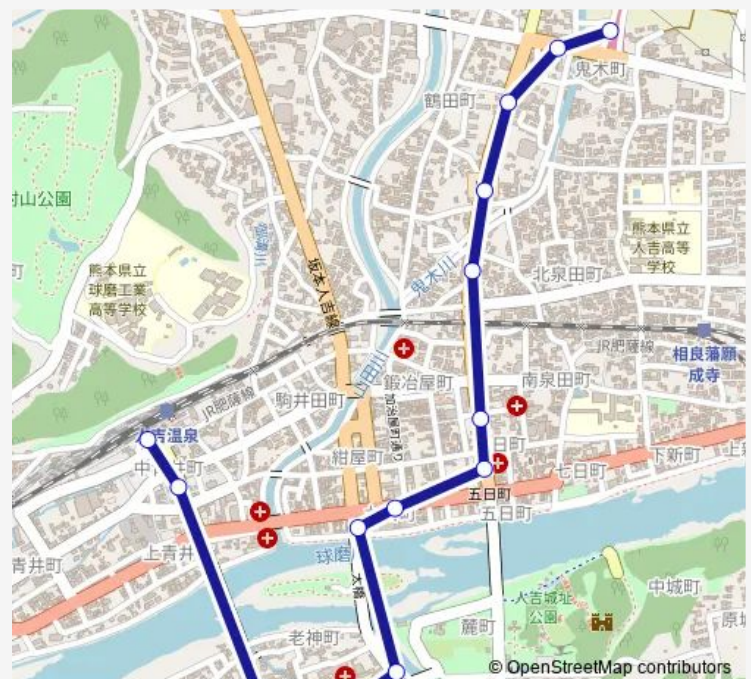 鬼木町
鶴田町
村山公園
熊本県立
人吉高等
学校
熊本県立
球磨工業
高等学校
坂本人吉線
鬼木川
北泉田町
JR肥薩線
相良藩願
成寺
山田川
鍛冶屋町
南泉田町
JR肥薩線
駒井田町
人吉温泉
紺屋町
七日町
下新町
五日町
五日町
上青井
青井町
球磨
大橋
人吉城址
公園
中城町
麓町
老神町
© OpenStreetMap contributors